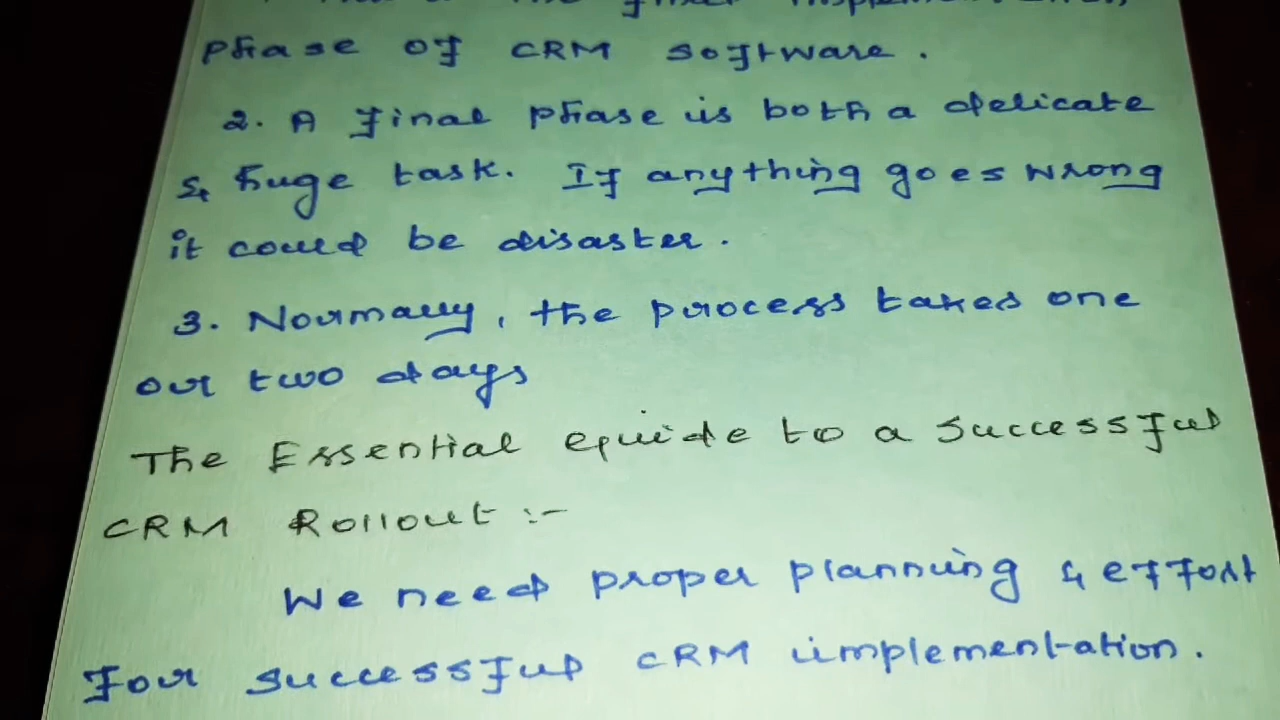 phase of CRM software.
2. A final phase is both a delicate
& huge task. If anything goes wrong
it could be disaster.
3. Normally, the process takes one
our two days
The Essential guide to a successful
CRM Rollout :-
We need proper planning & effort
for successful CRM implementation.